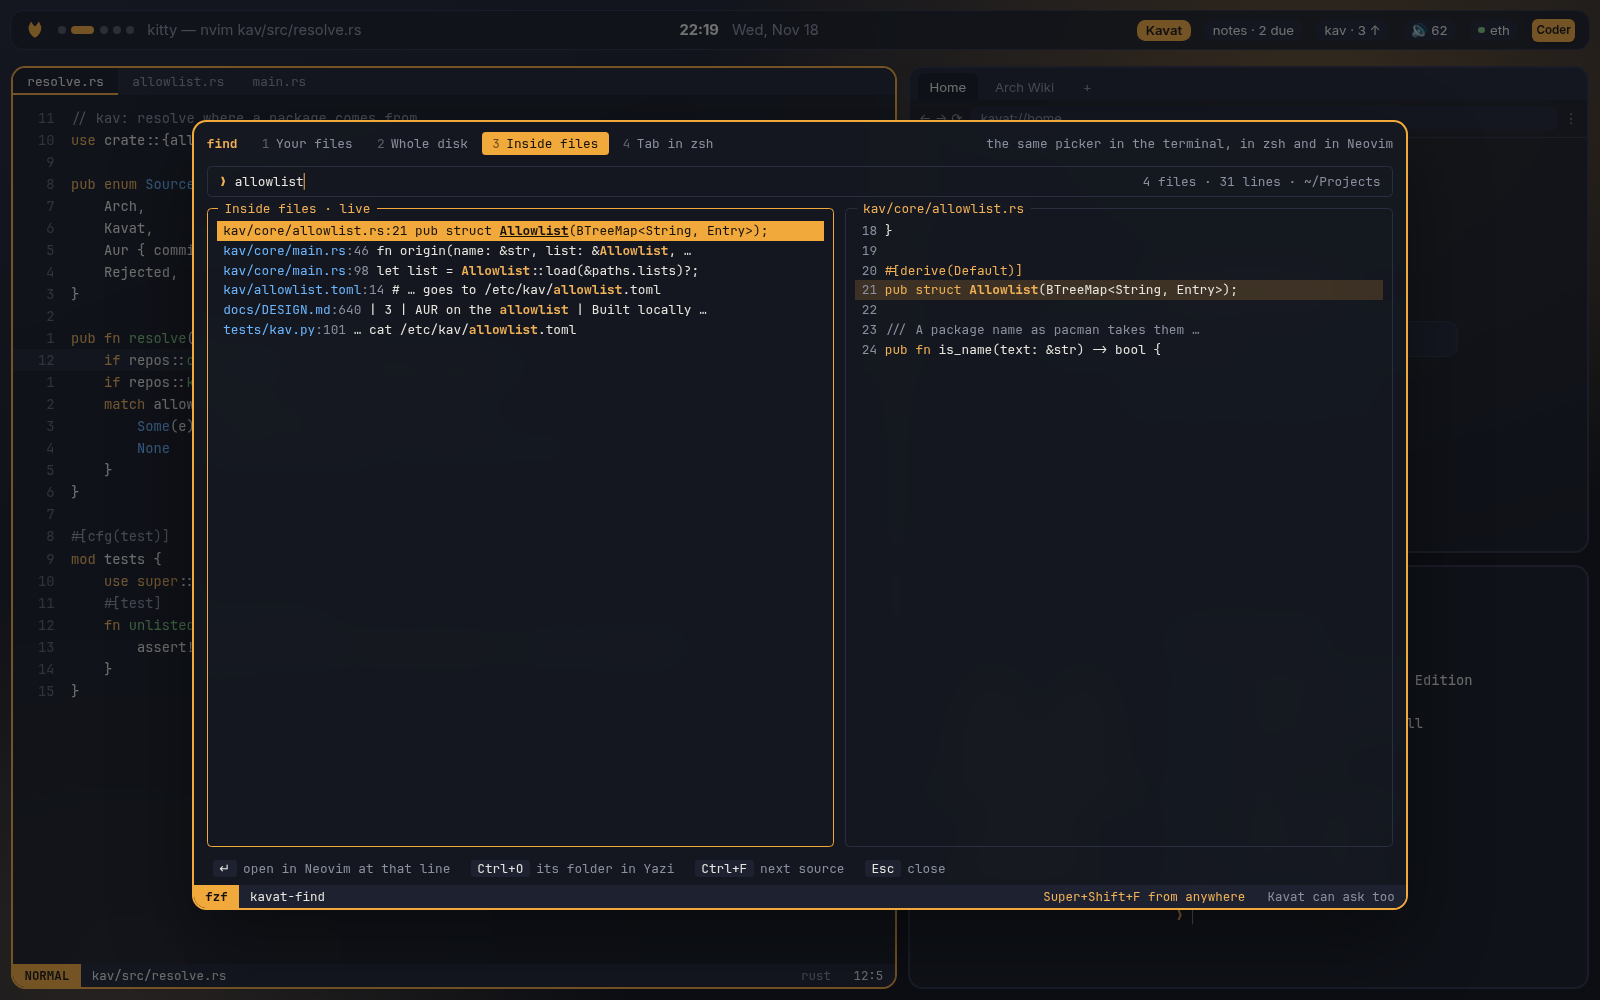 kitty — nvim kav/src/resolve.rs
22:19 Wed, Nov 18
Kavat notes · 2 due kav · 3 ↑ 🔉 62 eth Coder
resolve.rs allowlist.rs main.rs
Home Arch Wiki +
← → ⟳ kavat://home ⋮
11 // kav: resolve where a package comes from
10 use crate::{all
9
8 pub enum Source
7 Arch,
6 Kavat,
5 Aur { commi
4 Rejected,
3 }
2
1 pub fn resolve(
12 if repos::
1 if repos::k
2 match allow
3 Some(e)
4 None
5 }
6 }
7
8 #[cfg(test)]
9 mod tests {
10 use super::
11 #[test]
12 fn unlisted
13 assert!
14 }
15 }
NORMAL kav/src/resolve.rs rust 12:5
find 1 Your files 2 Whole disk 3 Inside files 4 Tab in zsh the same picker in the terminal, in zsh and in Neovim
❯ allowlist 4 files · 31 lines · ~/Projects
Inside files · live
kav/core/allowlist.rs:21 pub struct Allowlist(BTreeMap<String, Entry>);
kav/core/main.rs:46 fn origin(name: &str, list: &Allowlist, …
kav/core/main.rs:98 let list = Allowlist::load(&paths.lists)?;
kav/allowlist.toml:14 # … goes to /etc/kav/allowlist.toml
docs/DESIGN.md:640 | 3 | AUR on the allowlist | Built locally …
tests/kav.py:101 … cat /etc/kav/allowlist.toml
kav/core/allowlist.rs
18 }
19
20 #[derive(Default)]
21 pub struct Allowlist(BTreeMap<String, Entry>);
22
23 /// A package name as pacman takes them …
24 pub fn is_name(text: &str) -> bool {
↵ open in Neovim at that line Ctrl+O its folder in Yazi Ctrl+F next source Esc close
fzf kavat-find Super+Shift+F from anywhere Kavat can ask too
Edition
ll
❯